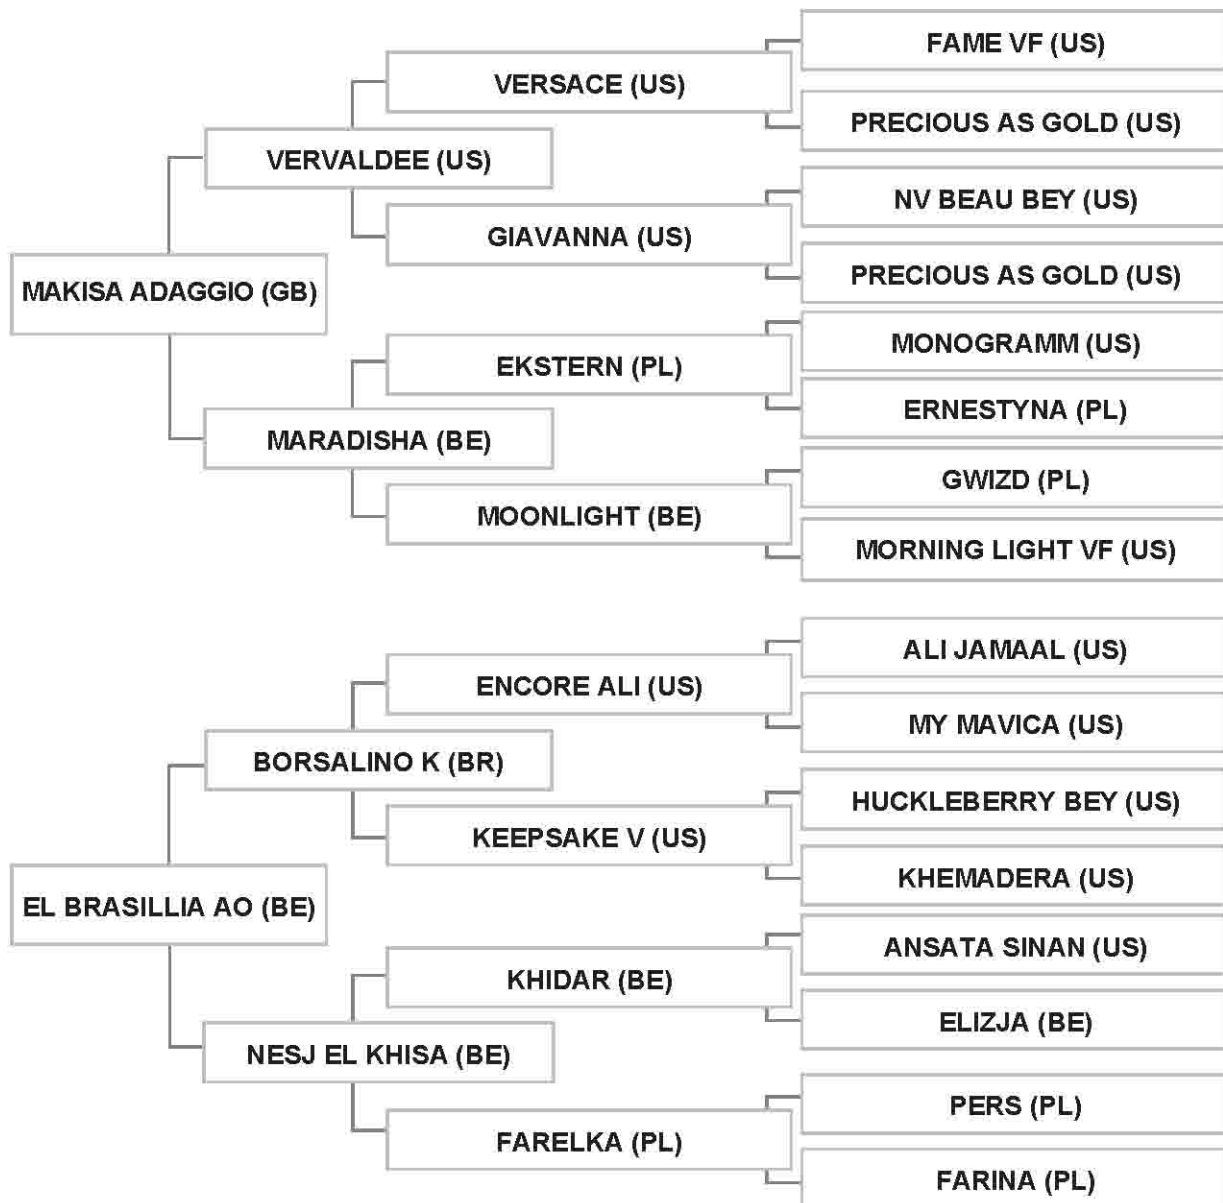 FAME VF (US)
VERSACE (US)
PRECIOUS AS GOLD (US)
VERVALDEE (US)
NV BEAU BEY (US)
GIAVANNA (US)
PRECIOUS AS GOLD (US)
MAKISA ADAGGIO (GB)
MONOGRAMM (US)
EKSTERN (PL)
ERNESTYNA (PL)
MARADISHA (BE)
GWIZD (PL)
MOONLIGHT (BE)
MORNING LIGHT VF (US)
ALI JAMAAL (US)
ENCORE ALI (US)
MY MAVICA (US)
BORSALINO K (BR)
HUCKLEBERRY BEY (US)
KEEPSAKE V (US)
KHEMADERA (US)
EL BRASILLIA AO (BE)
ANSATA SINAN (US)
KHIDAR (BE)
ELIZJA (BE)
NESJ EL KHISA (BE)
PERS (PL)
FARELKA (PL)
FARINA (PL)